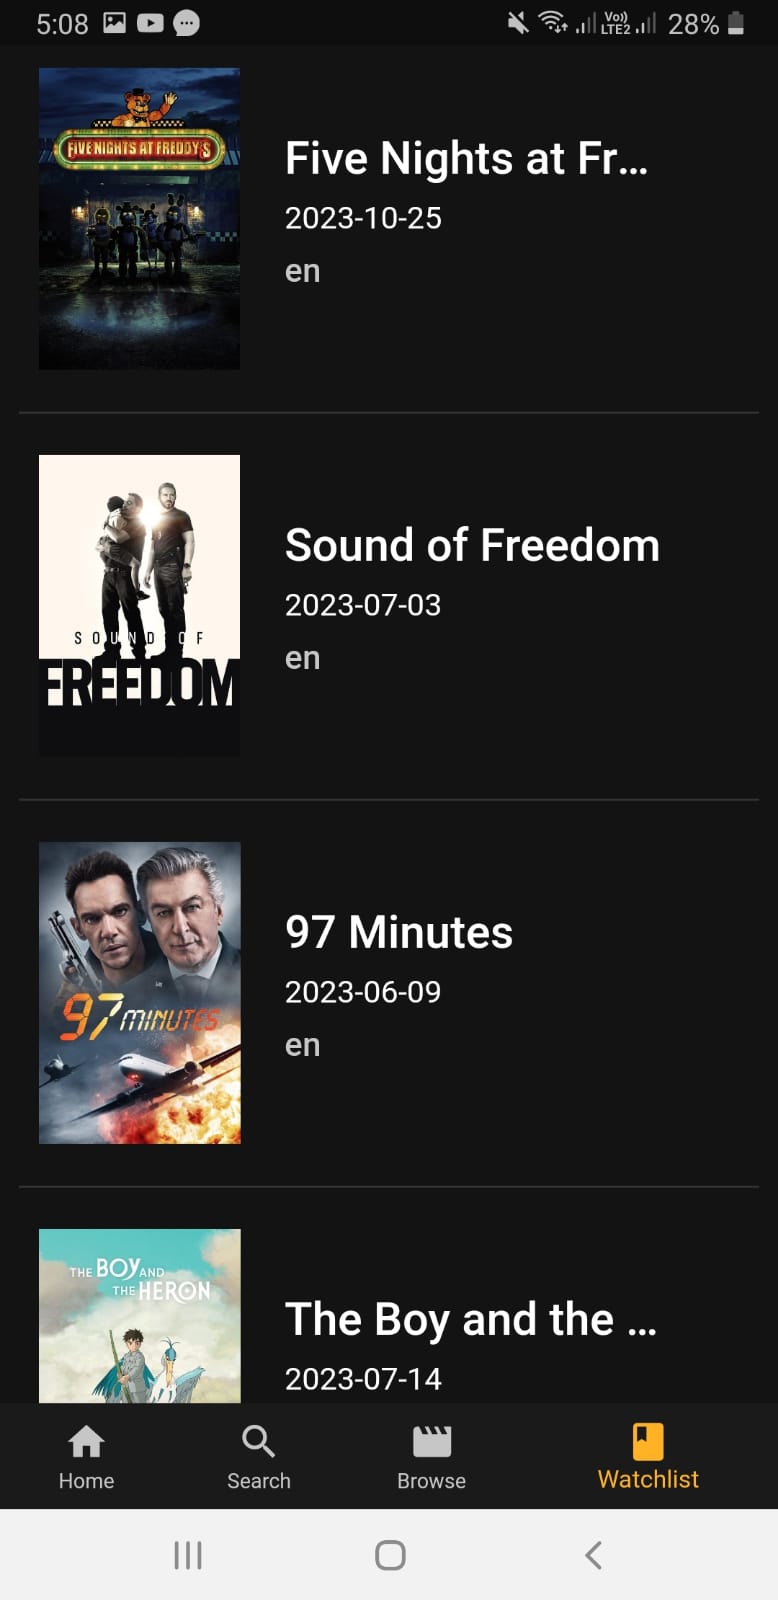 5:08
Vo))
LTE2
28%
FIVE NIGHTS AT FREDDY'S
Five Nights at Fr...
2023-10-25
en
SOUND OF
FREEDOM
Sound of Freedom
2023-07-03
en
97 MINUTES
97 Minutes
2023-06-09
en
THE BOY AND
THE HERON
The Boy and the ...
2023-07-14
Home
Search
Browse
Watchlist